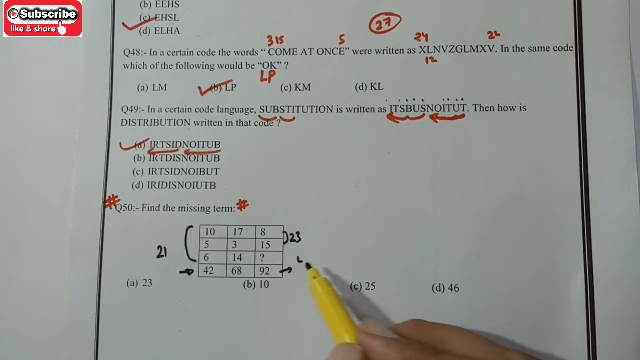 SUBSCRIBE
like & share
(b) EEHS
(c) EHSL
(d) ELHA
27
315 5 24 22
Q48:- In a certain code the words “ COME AT ONCE” were written as XLNVZGLMXV. In the same code
12
which of the following would be “OK” ?
LP
(a) LM (b) LP (c) KM (d) KL
Q49:- In a certain code language, SUBSTITUTION is written as ITSBUSNOITUT. Then how is
DISTRIBUTION written in that code ?
(a) IRTSIDNOITUB
(b) IRTDISNOITUB
(c) IRTSIDNOIBUT
(d) IRIDISNOIUTB
# Q50:- Find the missing term: #
10 17 8
5 3 15 23
21
6 14 ?
42 68 92
(a) 23 (b) 10 (c) 25 (d) 46